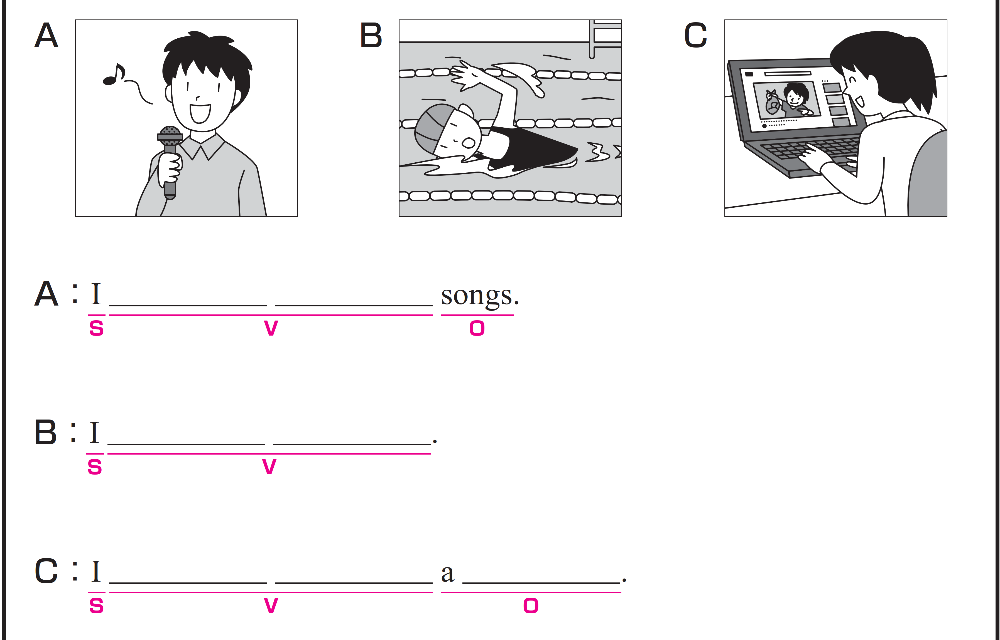 A B C
A : I songs.
S V O
B : I .
S V
C : I a .
S V O